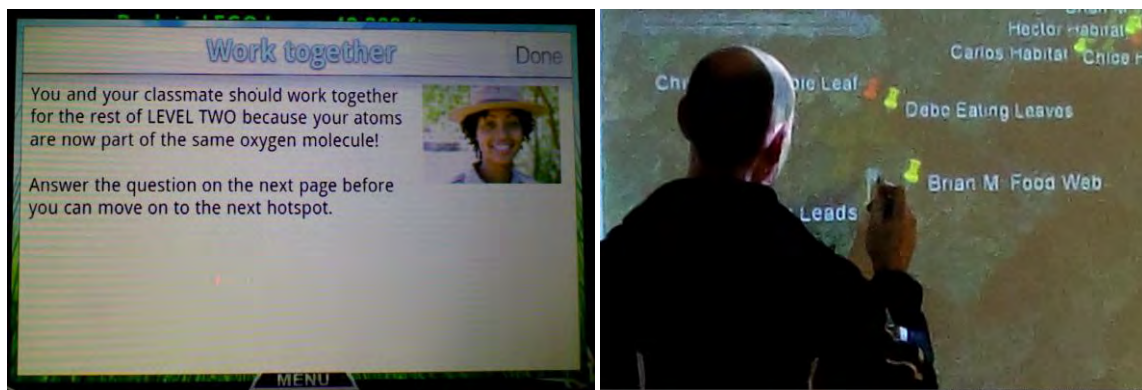 Work together
Done
You and your classmate should work together
for the rest of LEVEL TWO because your atoms
are now part of the same oxygen molecule!
Answer the question on the next page before
you can move on to the next hotspot.
MENU
Hector Habitat
Carlos Habitat
Leaf
Debo Eating Leaves
Brian M Food Web
Leads